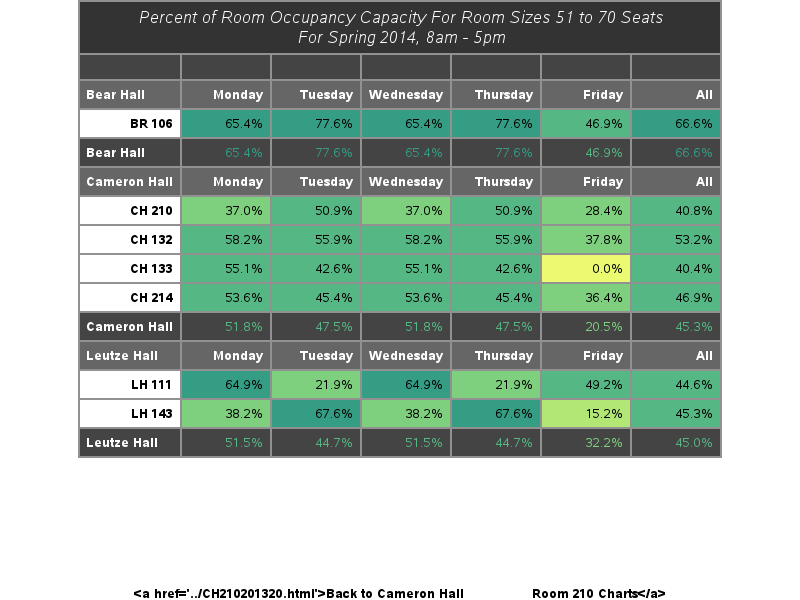 Percent of Room Occupancy Capacity For Room Sizes 51 to 70 Seats
For Spring 2014, 8am - 5pm
Bear Hall Monday Tuesday Wednesday Thursday Friday All
BR 106 65.4% 77.6% 65.4% 77.6% 46.9% 66.6%
Bear Hall 65.4% 77.6% 65.4% 77.6% 46.9% 66.6%
Cameron Hall Monday Tuesday Wednesday Thursday Friday All
CH 210 37.0% 50.9% 37.0% 50.9% 28.4% 40.8%
CH 132 58.2% 55.9% 58.2% 55.9% 37.8% 53.2%
CH 133 55.1% 42.6% 55.1% 42.6% 0.0% 40.4%
CH 214 53.6% 45.4% 53.6% 45.4% 36.4% 46.9%
Cameron Hall 51.8% 47.5% 51.8% 47.5% 20.5% 45.3%
Leutze Hall Monday Tuesday Wednesday Thursday Friday All
LH 111 64.9% 21.9% 64.9% 21.9% 49.2% 44.6%
LH 143 38.2% 67.6% 38.2% 67.6% 15.2% 45.3%
Leutze Hall 51.5% 44.7% 51.5% 44.7% 32.2% 45.0%
<a href='../CH210201320.html'>Back to Cameron Hall Room 210 Charts</a>